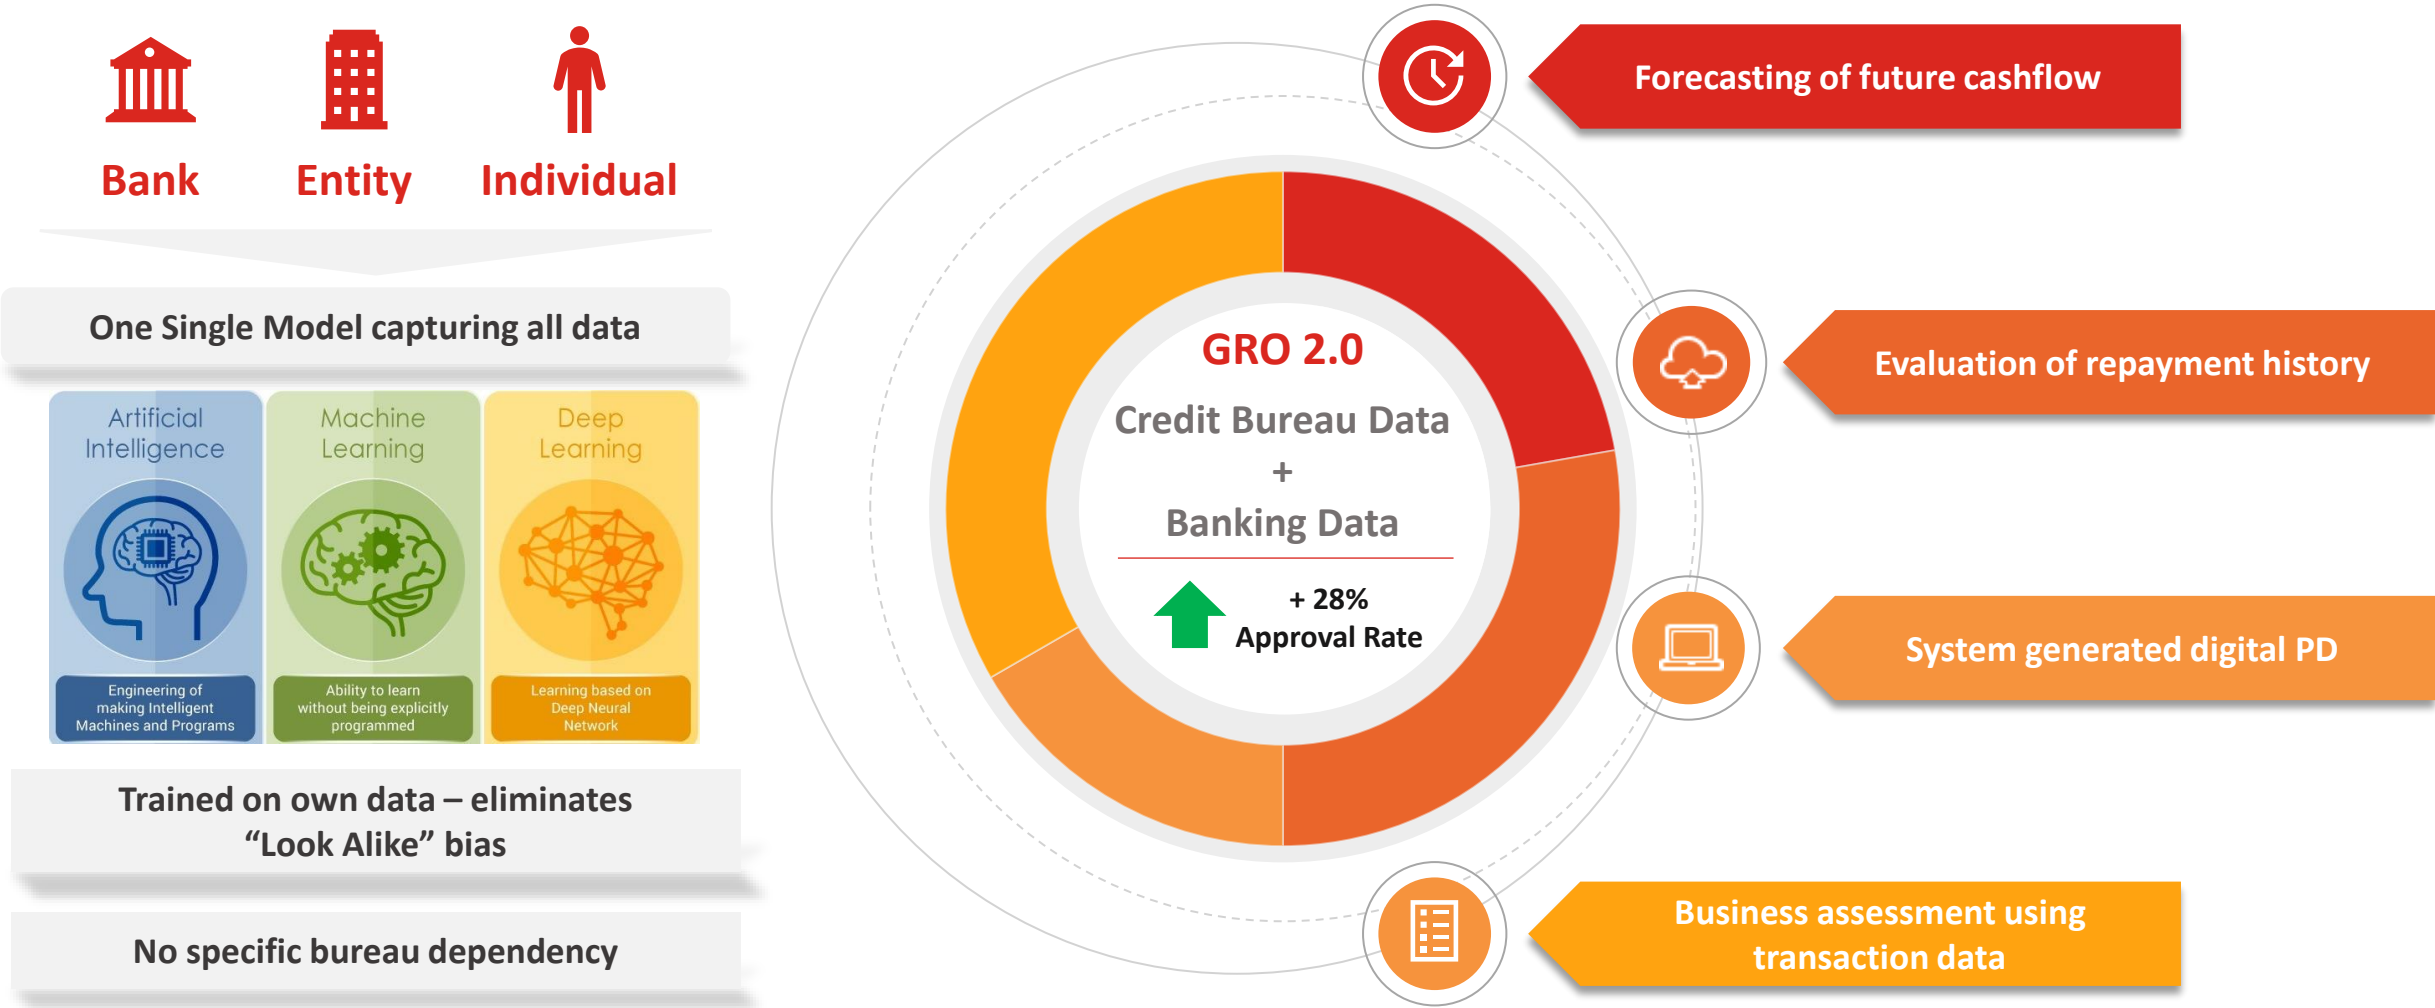 Bank
Entity
Individual
One Single Model capturing all data
Artificial
Intelligence
Engineering of
making Intelligent
Machines and Programs
Machine
Learning
Ability to learn
without being explicitly
programmed
Deep
Learning
Learning based on
Deep Neural
Network
Trained on own data – eliminates
“Look Alike” bias
No specific bureau dependency
GRO 2.0
Credit Bureau Data
+
Banking Data
+ 28%
Approval Rate
Forecasting of future cashflow
Evaluation of repayment history
System generated digital PD
Business assessment using
transaction data